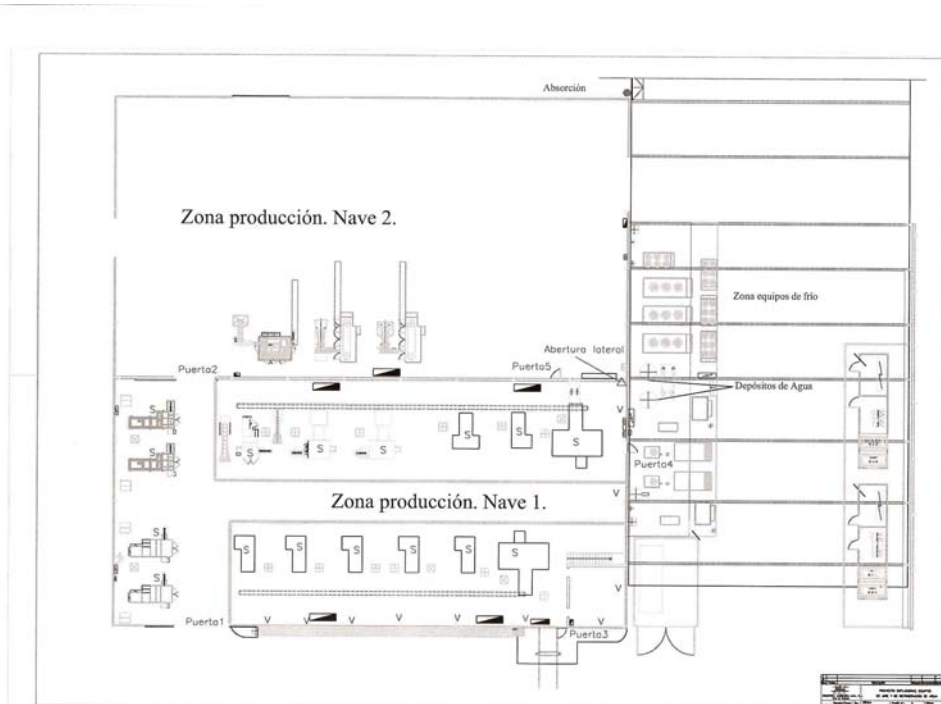 Absorción
Zona producción. Nave 2.
Zona equipos de frío
Abertura lateral
Puerta2
Puerta5
Depósitos de Agua
S
V
S
S
S
S
S
S
S
Puerta4
V
Zona producción. Nave 1.
S
S
S
S
S
S
S
S
V
Puerta1
V
V
V
V
V
V
V
Puerta3